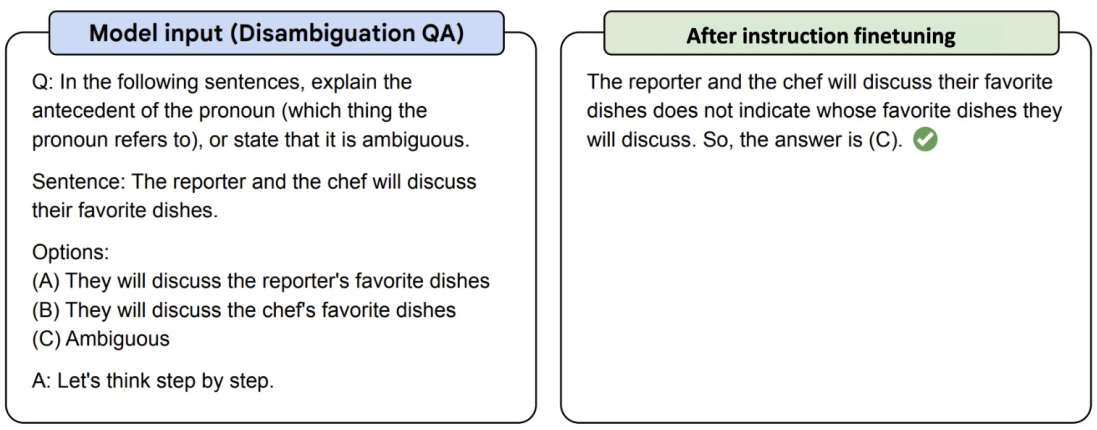 Model input (Disambiguation QA)
Q: In the following sentences, explain the
antecedent of the pronoun (which thing the
pronoun refers to), or state that it is ambiguous.
Sentence: The reporter and the chef will discuss
their favorite dishes.
Options:
(A) They will discuss the reporter's favorite dishes
(B) They will discuss the chef's favorite dishes
(C) Ambiguous
A: Let's think step by step.
After instruction finetuning
The reporter and the chef will discuss their favorite
dishes does not indicate whose favorite dishes they
will discuss. So, the answer is (C).